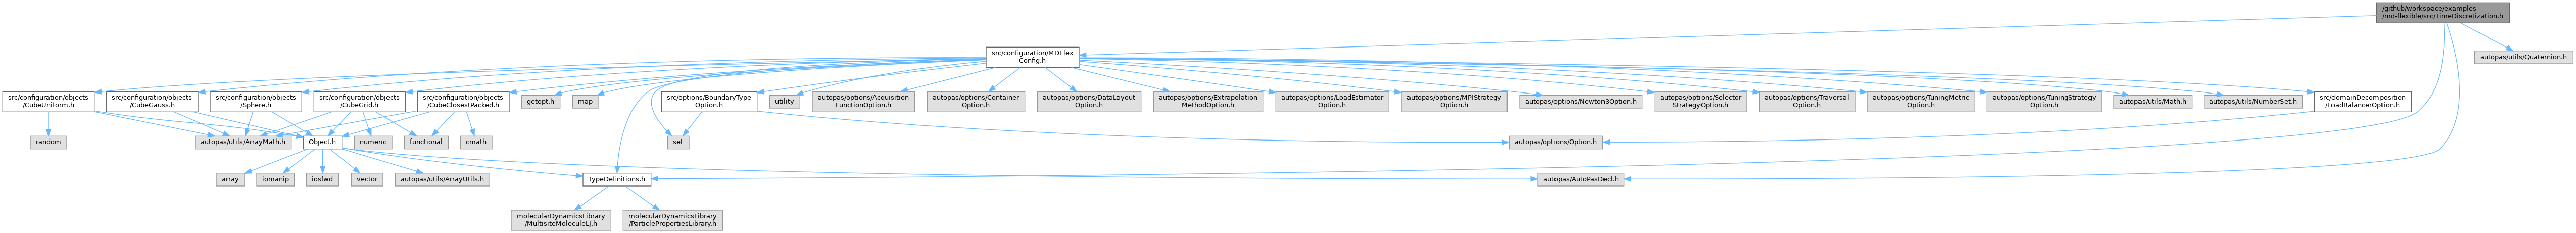 /github/workspace/examples
/md-flexible/src/TimeDiscretization.h
src/configuration/MDFlex
Config.h
autopas/utils/Quaternion.h
src/configuration/objects
/CubeUniform.h
src/configuration/objects
/CubeGauss.h
src/configuration/objects
/Sphere.h
src/configuration/objects
/CubeGrid.h
src/configuration/objects
/CubeClosestPacked.h
getopt.h
map
src/options/BoundaryType
Option.h
utility
autopas/options/Acquisition
FunctionOption.h
autopas/options/Container
Option.h
autopas/options/DataLayout
Option.h
autopas/options/Extrapolation
MethodOption.h
autopas/options/LoadEstimator
Option.h
autopas/options/MPIStrategy
Option.h
autopas/options/Newton3Option.h
autopas/options/Selector
StrategyOption.h
autopas/options/Traversal
Option.h
autopas/options/TuningMetric
Option.h
autopas/options/TuningStrategy
Option.h
autopas/utils/Math.h
autopas/utils/NumberSet.h
src/domainDecomposition
/LoadBalancerOption.h
random
autopas/utils/ArrayMath.h
Object.h
numeric
functional
cmath
set
autopas/options/Option.h
array
iomanip
iosfwd
vector
autopas/utils/ArrayUtils.h
TypeDefinitions.h
autopas/AutoPasDecl.h
molecularDynamicsLibrary
/MultisiteMoleculeLJ.h
molecularDynamicsLibrary
/ParticlePropertiesLibrary.h